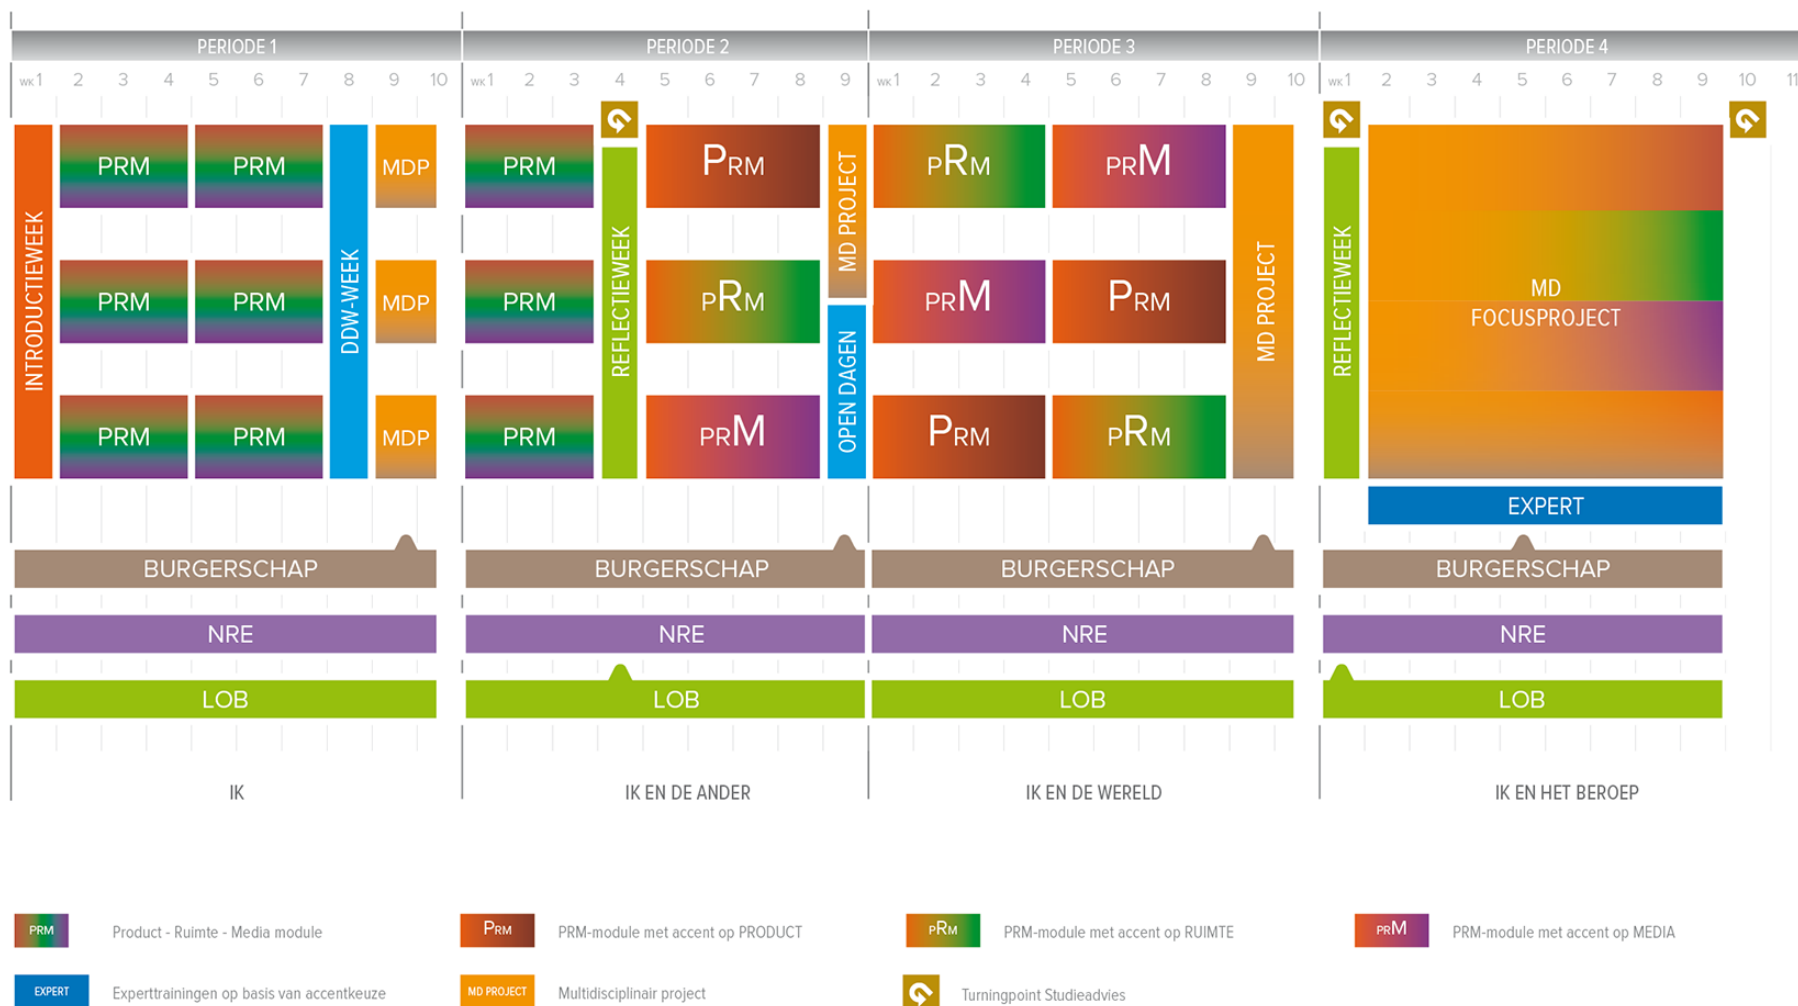 PERIODE 1 PERIODE 2 PERIODE 3 PERIODE 4
WK 1 2 3 4 5 6 7 8 9 10 WK 1 2 3 4 5 6 7 8 9 WK 1 2 3 4 5 6 7 8 9 10 WK 1 2 3 4 5 6 7 8 9 10 11
INTRODUCTIEWEEK
PRM PRM MDP PRM PRM PRM PRM
PRM PRM MDP PRM PRM PRM PRM
PRM PRM MDP PRM PRM PRM PRM
DDW-WEEK
REFLECTIEWEEK
MD PROJECT
OPEN DAGEN
MD PROJECT
REFLECTIEWEEK
MD
FOCUSPROJECT
EXPERT
BURGERSCHAP BURGERSCHAP BURGERSCHAP BURGERSCHAP
NRE NRE NRE NRE
LOB LOB LOB LOB
IK IK EN DE ANDER IK EN DE WERELD IK EN HET BEROEP
PRM Product - Ruimte - Media module PRM PRM-module met accent op PRODUCT PRM PRM-module met accent op RUIMTE PRM PRM-module met accent op MEDIA
EXPERT Experttrainingen op basis van accentkeuze MD PROJECT Multidisciplinair project Turningpoint Studieadvies